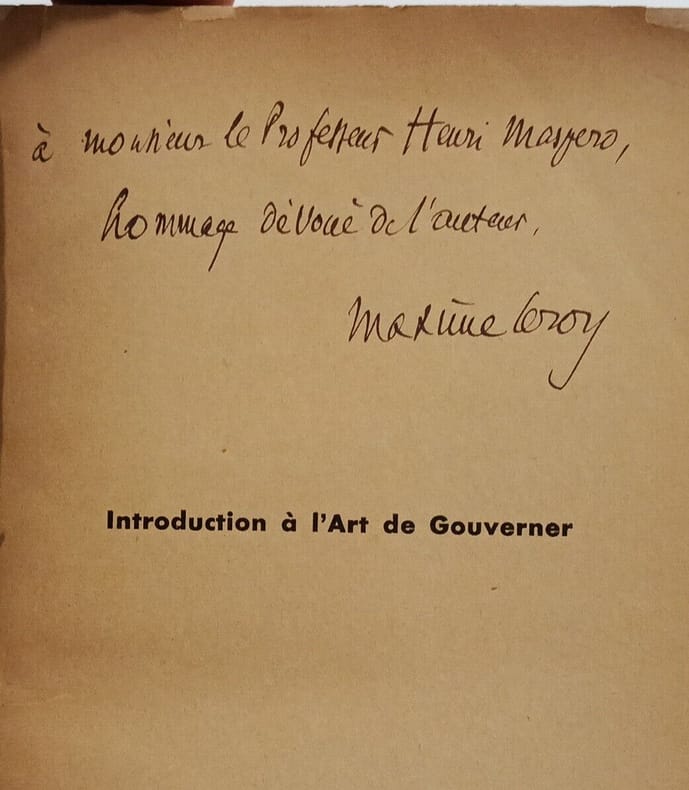 à monsieur le Professeur Henri Maspero,
hommage dévoué de l'auteur,
Maxime Leroy
Introduction à l'Art de Gouverner